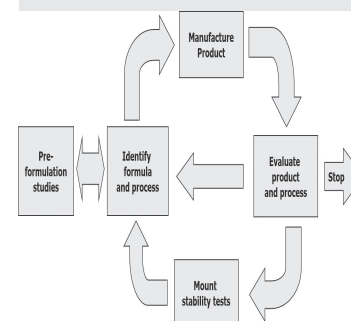 Manufacture
Product
Pre-
formulation
studies
Identify
formula
and process
Evaluate
product
and process
Stop
Mount
stability tests